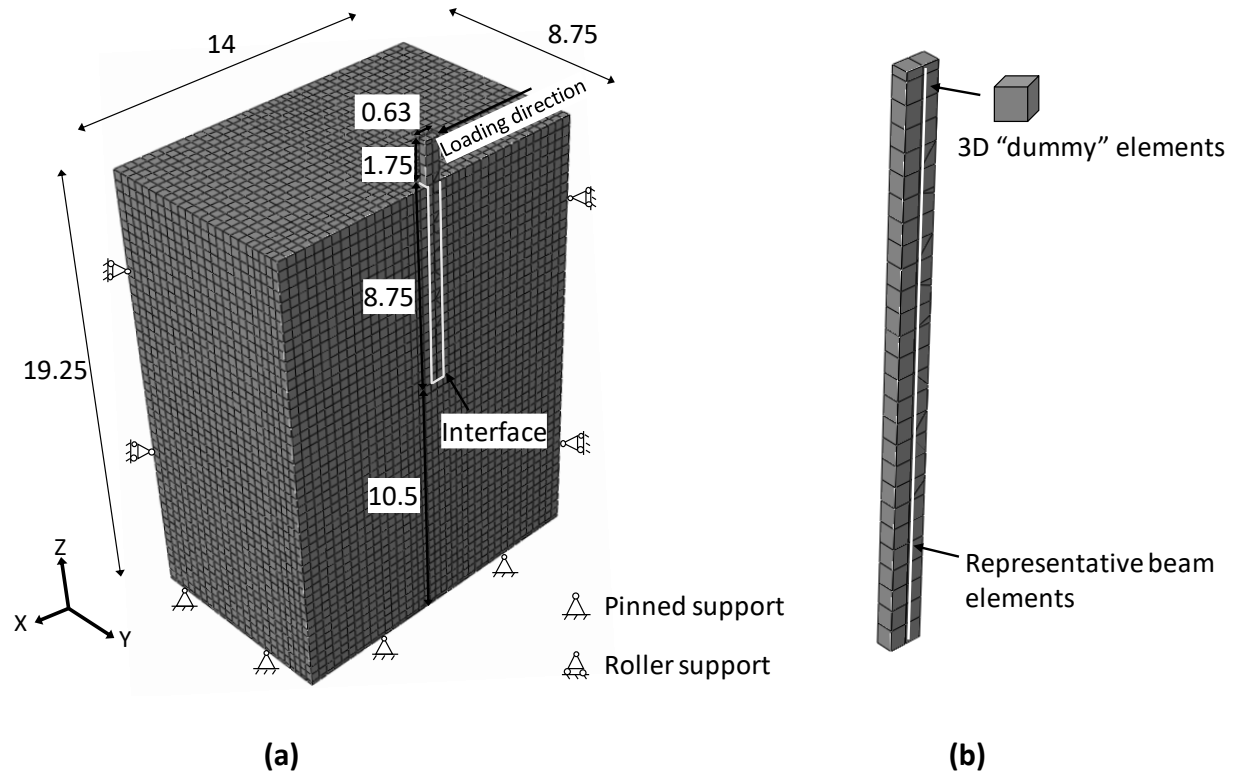 14
8.75
0.63
Loading direction
1.75
3D “dummy” elements
8.75
19.25
Interface
10.5
Z
X
Y
Pinned support
Roller support
Representative beam
elements
(a)
(b)